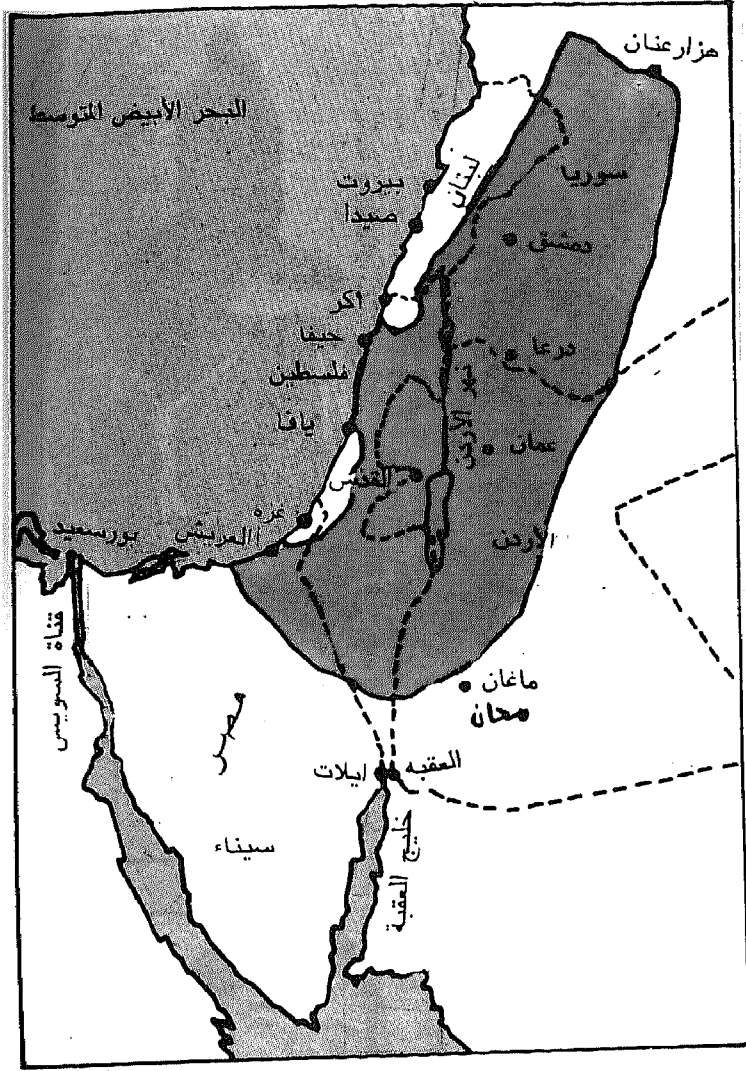 هزارعنان
البحر الأبيض المتوسط
سوريا
لبنان
بيروت
صيدا
دمشق
اكر
حيفا
درعا
فلسطين
نهر الاردن
يافا
عمان
القدس
غزه
العريش
بورسعيد
الأردن
قناة السويس
ماغان
معان
مصر
العقبه
ايلات
سيناء
خليج العقبة